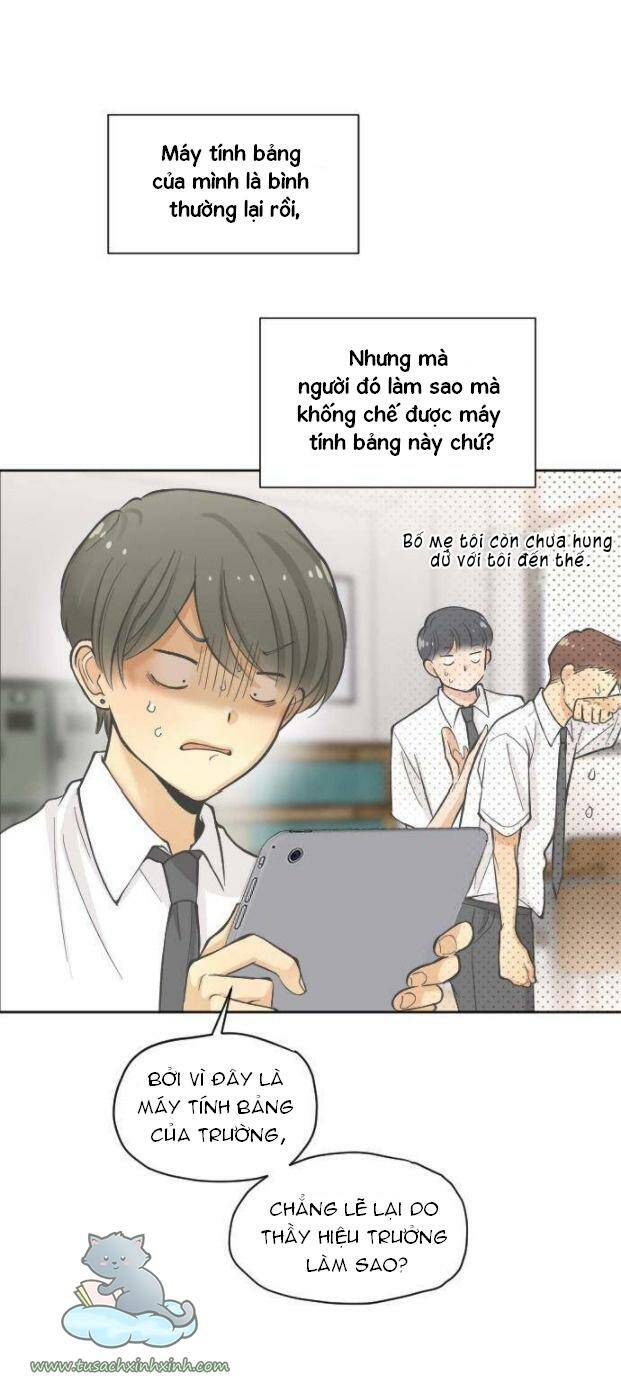 Máy tính bảng
của mình là bình
thường lại rồi,
Nhưng mà
người đó làm sao mà
khống chế được máy
tính bảng này chứ?
Bố mẹ tôi còn chưa hung
dữ với tôi đến thế.
BỞI VÌ ĐÂY LÀ
MÁY TÍNH BẢNG
CỦA TRƯỜNG,
CHẲNG LẼ LẠI DO
THẦY HIỆU TRƯỞNG
LÀM SAO?
www.tusachxinhxinh.com